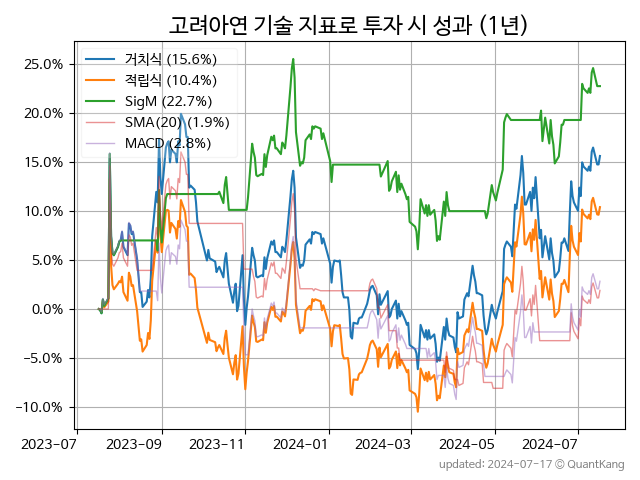 고려아연 기술 지표로 투자 시 성과 (1년)
거치식 (15.6%)
적립식 (10.4%)
SigM (22.7%)
SMA(20) (1.9%)
MACD (2.8%)
25.0%
20.0%
15.0%
10.0%
5.0%
0.0%
−5.0%
−10.0%
2023-07 2023-09 2023-11 2024-01 2024-03 2024-05 2024-07
updated: 2024-07-17 © QuantKang